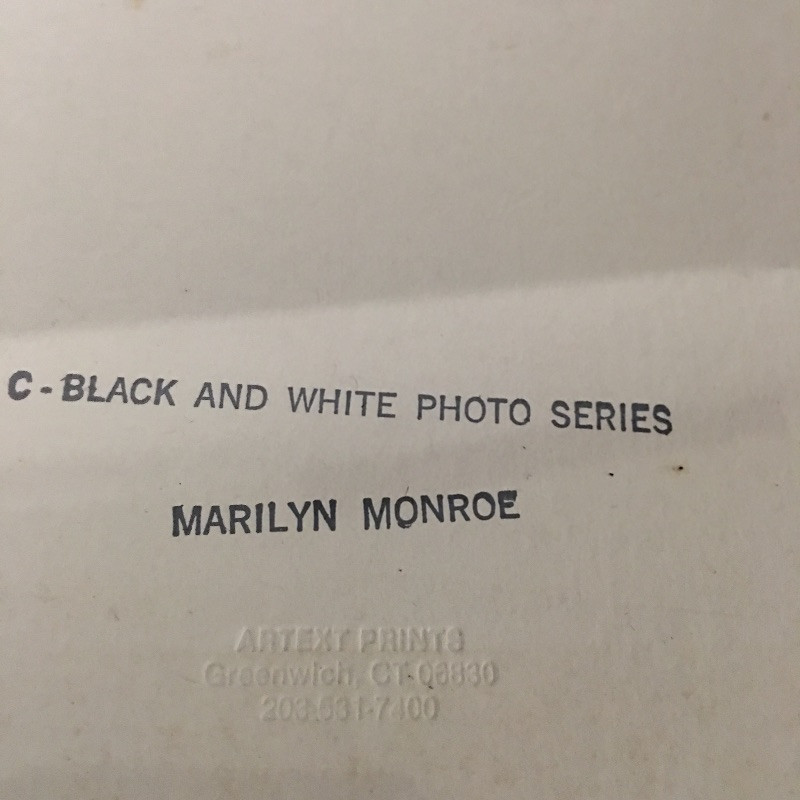 C-BLACK AND WHITE PHOTO SERIES
MARILYN MONROE
ARTEXT PRINTS
Greenwich, CT 06830
203-531-7400